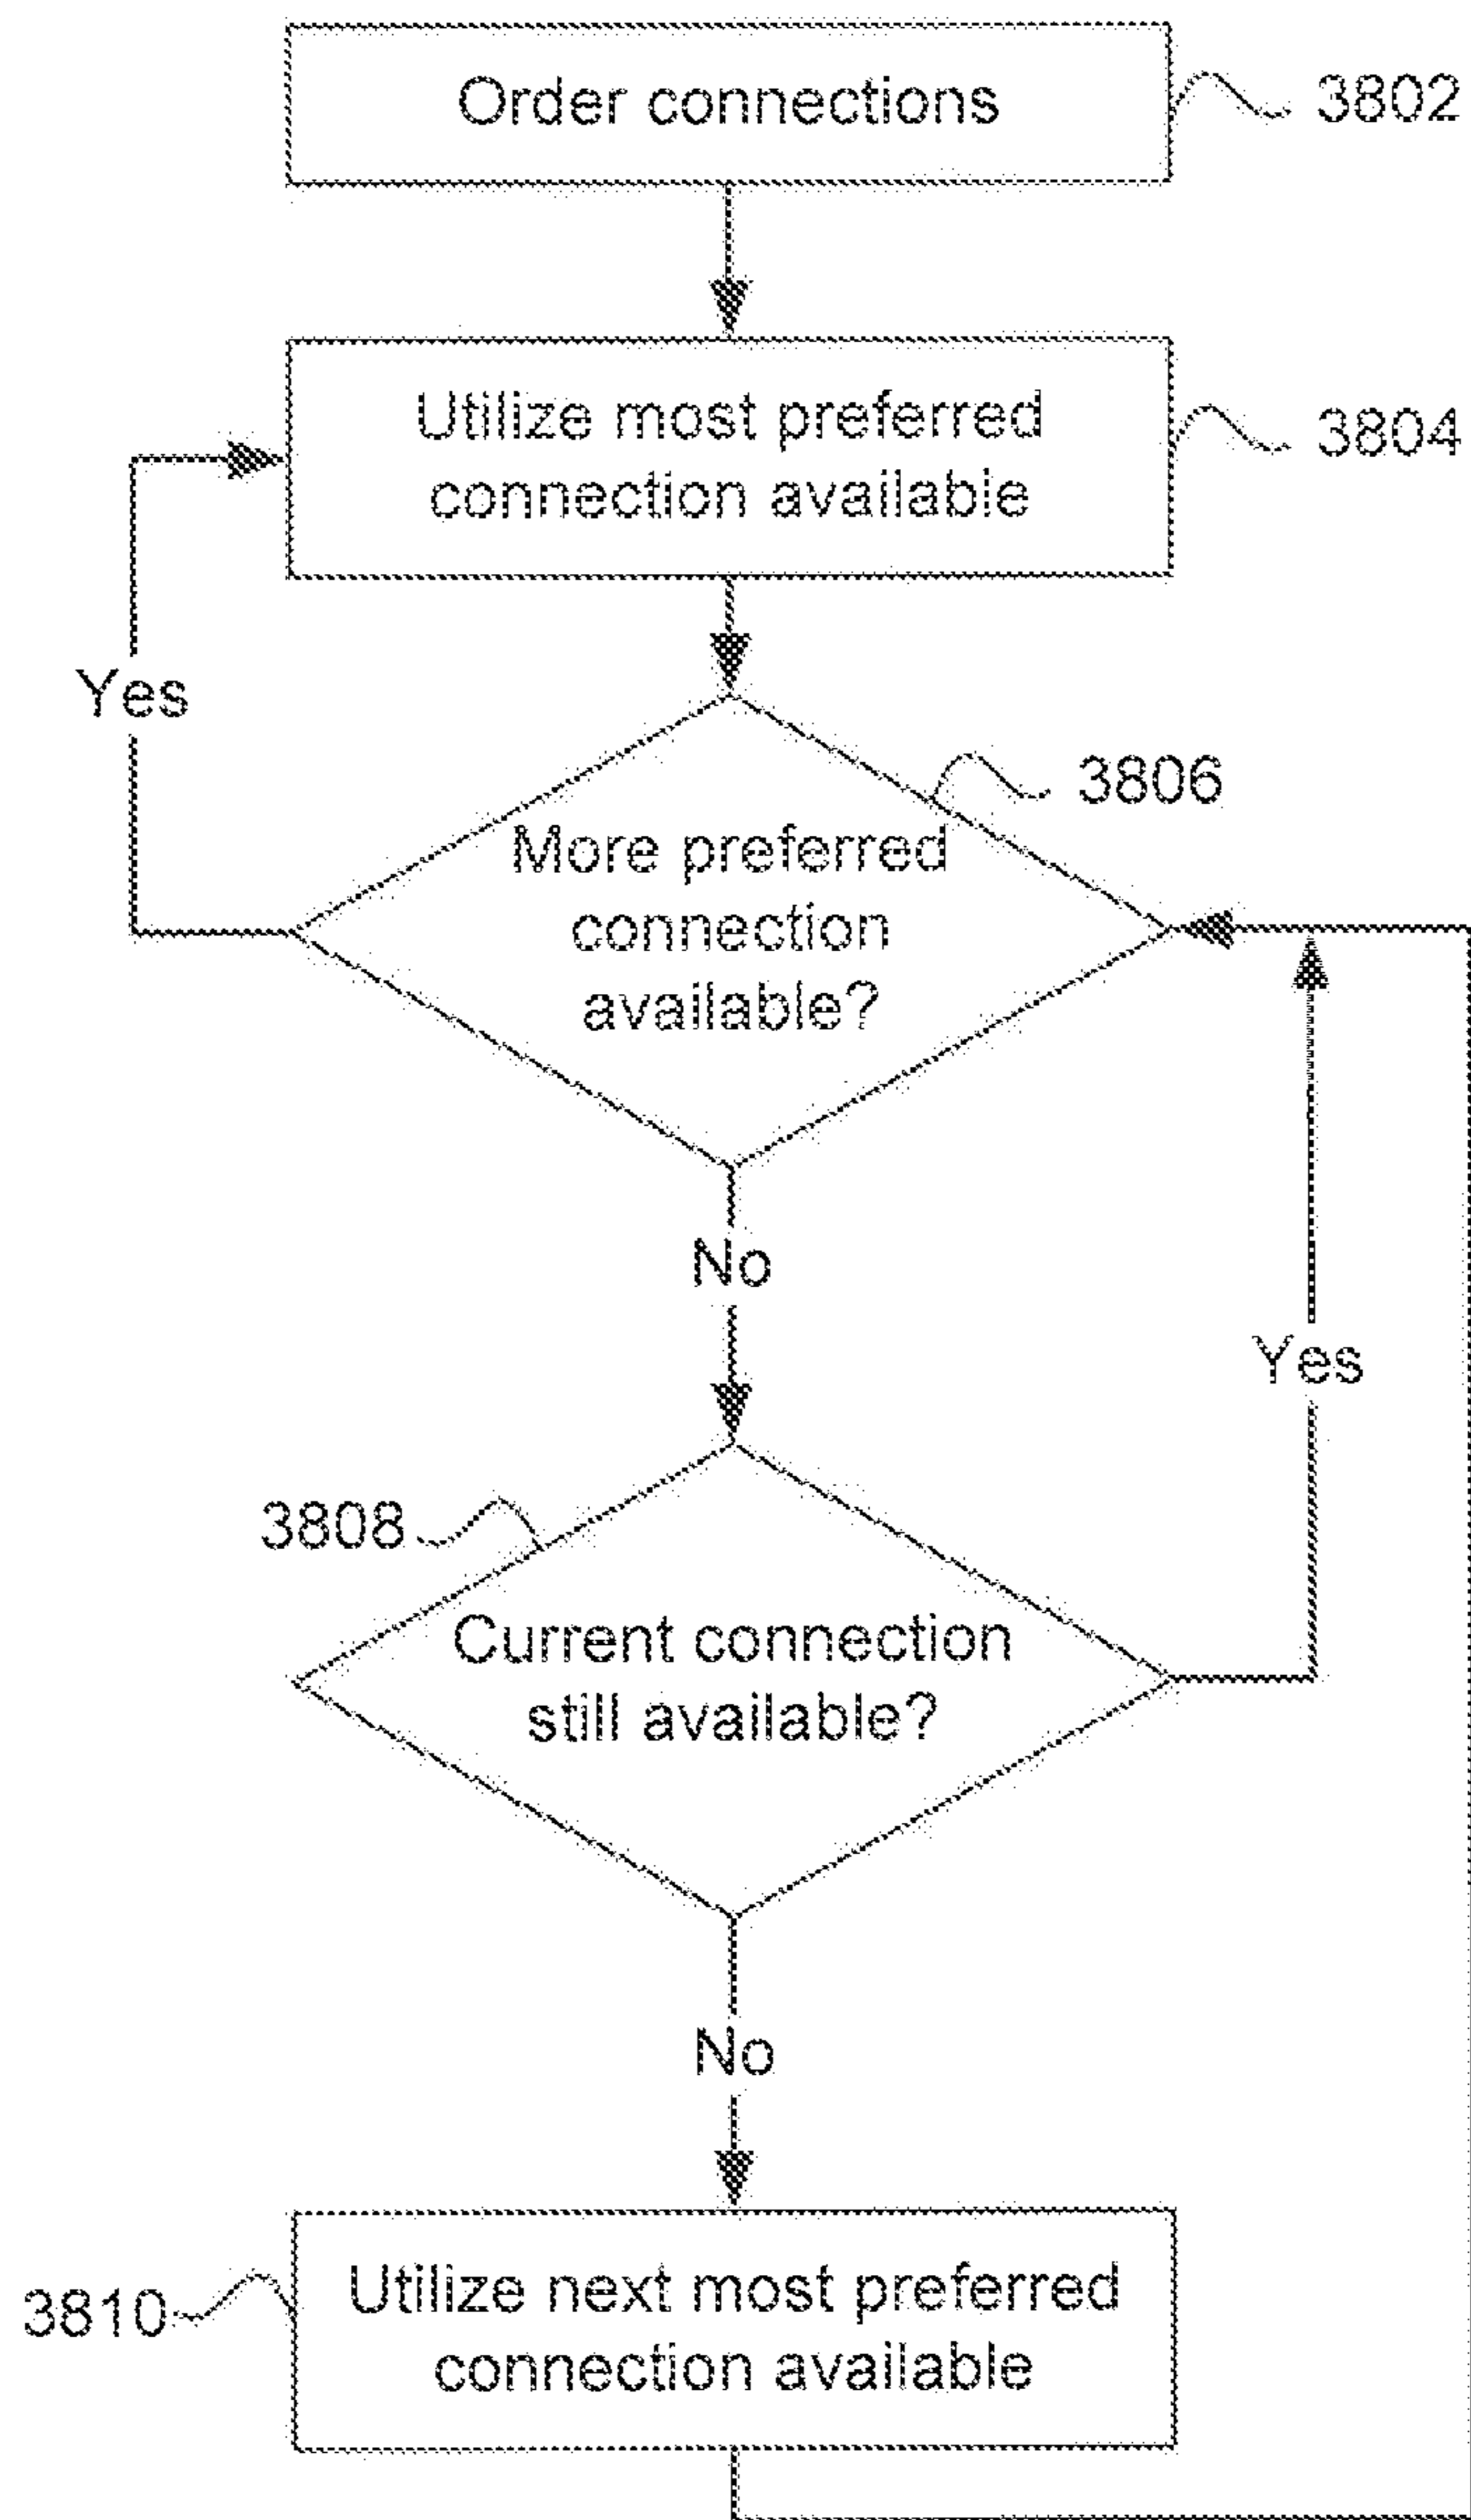 Order connections
3802
Utilize most preferred
connection available
3804
Yes
3806
More preferred
connection
available?
No
Yes
3808
Current connection
still available?
No
3810
Utilize next most preferred
connection available